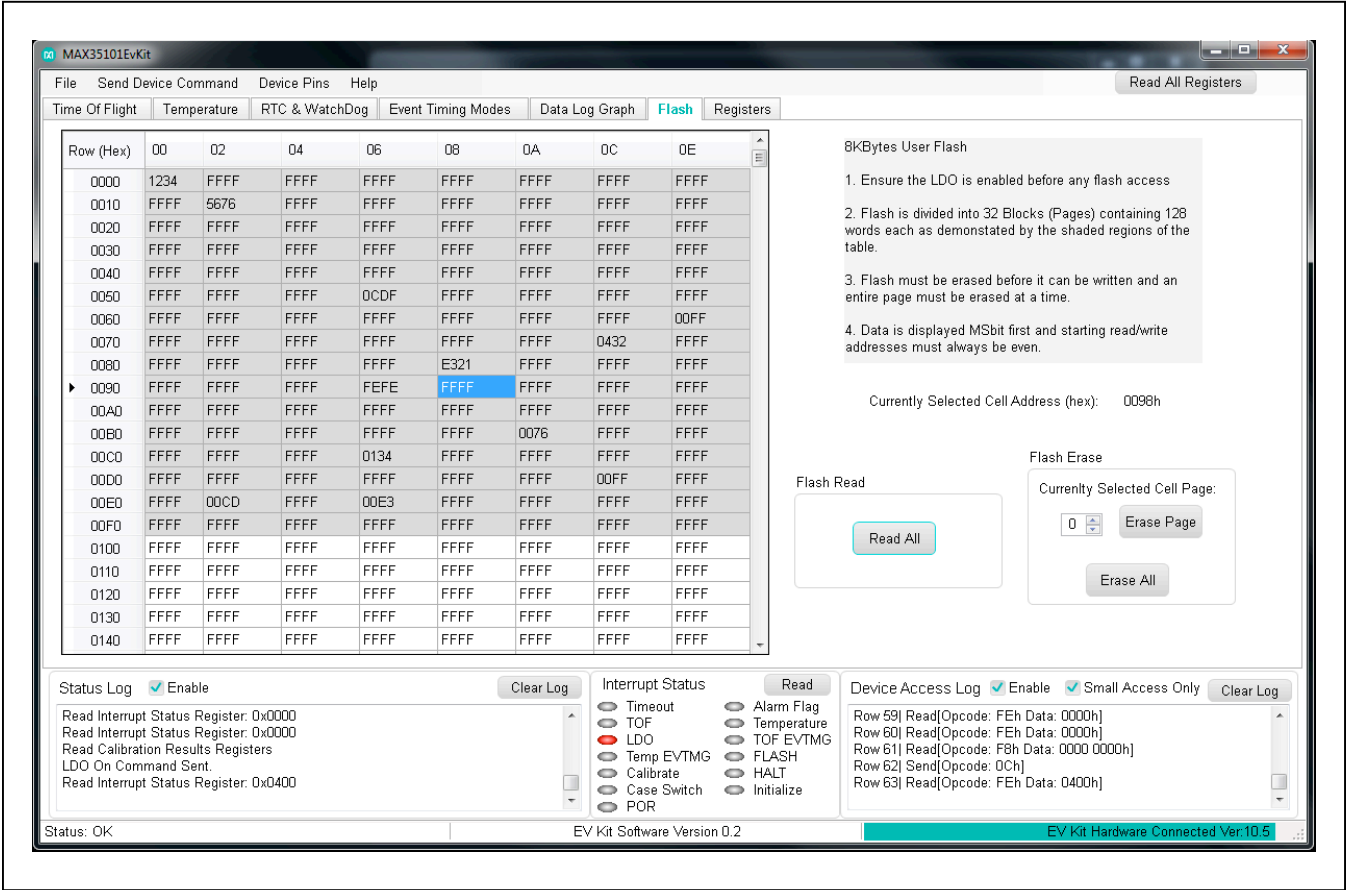 MAX35101EvKit
File Send Device Command Device Pins Help Read All Registers
Time Of Flight Temperature RTC & WatchDog Event Timing Modes Data Log Graph Flash Registers
Row (Hex) 00 02 04 06 08 0A 0C 0E
0000 1234 FFFF FFFF FFFF FFFF FFFF FFFF FFFF
0010 FFFF 5676 FFFF FFFF FFFF FFFF FFFF FFFF
0020 FFFF FFFF FFFF FFFF FFFF FFFF FFFF FFFF
0030 FFFF FFFF FFFF FFFF FFFF FFFF FFFF FFFF
0040 FFFF FFFF FFFF FFFF FFFF FFFF FFFF FFFF
0050 FFFF FFFF FFFF 0CDF FFFF FFFF FFFF FFFF
0060 FFFF FFFF FFFF FFFF FFFF FFFF FFFF 00FF
0070 FFFF FFFF FFFF FFFF FFFF FFFF 0432 FFFF
0080 FFFF FFFF FFFF FFFF E321 FFFF FFFF FFFF
0090 FFFF FFFF FFFF FEFE FFFF FFFF FFFF FFFF
00A0 FFFF FFFF FFFF FFFF FFFF FFFF FFFF FFFF
00B0 FFFF FFFF FFFF FFFF FFFF 0076 FFFF FFFF
00C0 FFFF FFFF FFFF 0134 FFFF FFFF FFFF FFFF
00D0 FFFF FFFF FFFF FFFF FFFF FFFF 00FF FFFF
00E0 FFFF 00CD FFFF 00E3 FFFF FFFF FFFF FFFF
00F0 FFFF FFFF FFFF FFFF FFFF FFFF FFFF FFFF
0100 FFFF FFFF FFFF FFFF FFFF FFFF FFFF FFFF
0110 FFFF FFFF FFFF FFFF FFFF FFFF FFFF FFFF
0120 FFFF FFFF FFFF FFFF FFFF FFFF FFFF FFFF
0130 FFFF FFFF FFFF FFFF FFFF FFFF FFFF FFFF
0140 FFFF FFFF FFFF FFFF FFFF FFFF FFFF FFFF
8KBytes User Flash
1. Ensure the LDO is enabled before any flash access
2. Flash is divided into 32 Blocks (Pages) containing 128
words each as demonstated by the shaded regions of the
table.
3. Flash must be erased before it can be written and an
entire page must be erased at a time.
4. Data is displayed MSbit first and starting read/write
addresses must always be even.
Currently Selected Cell Address (hex): 0098h
Flash Read
Read All
Flash Erase
Currenlty Selected Cell Page:
0 Erase Page
Erase All
Status Log Enable Clear Log
Read Interrupt Status Register: 0x0000
Read Interrupt Status Register: 0x0000
Read Calibration Results Registers
LDO On Command Sent.
Read Interrupt Status Register: 0x0400
Interrupt Status Read
Timeout Alarm Flag
TOF Temperature
LDO TOF EVTMG
Temp EVTMG FLASH
Calibrate HALT
Case Switch Initialize
POR
Device Access Log Enable Small Access Only Clear Log
Row 59| Read[Opcode: FEh Data: 0000h]
Row 60| Read[Opcode: FEh Data: 0000h]
Row 61| Read[Opcode: F8h Data: 0000 0000h]
Row 62| Send[Opcode: 0Ch]
Row 63| Read[Opcode: FEh Data: 0400h]
Status: OK EV Kit Software Version 0.2 EV Kit Hardware Connected Ver:10.5